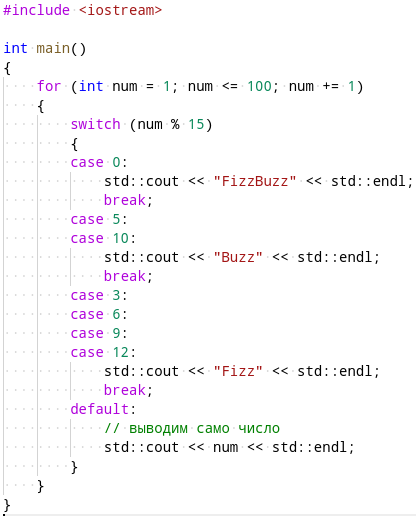 #include <iostream>

int main()
{
    for (int num = 1; num <= 100; num += 1)
    {
        switch (num % 15)
        {
        case 0:
            std::cout << "FizzBuzz" << std::endl;
            break;
        case 5:
        case 10:
            std::cout << "Buzz" << std::endl;
            break;
        case 3:
        case 6:
        case 9:
        case 12:
            std::cout << "Fizz" << std::endl;
            break;
        default:
            // выводим само число
            std::cout << num << std::endl;
        }
    }
}